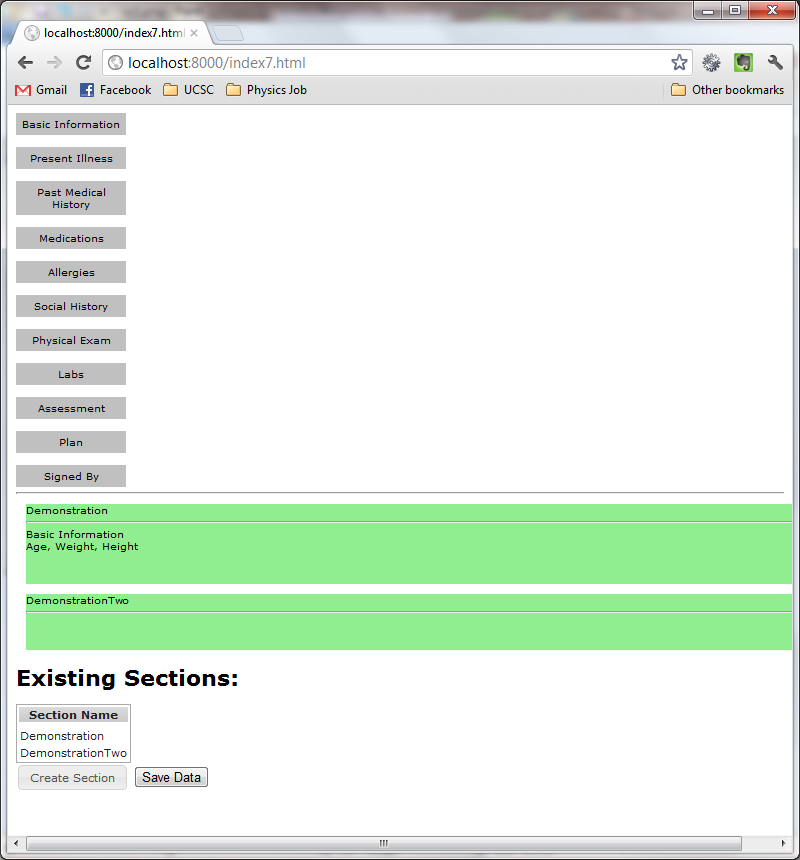 localhost:8000/index7.html
localhost:8000/index7.html
Gmail Facebook UCSC Physics Job Other bookmarks
Basic Information
Present Illness
Past Medical
History
Medications
Allergies
Social History
Physical Exam
Labs
Assessment
Plan
Signed By
Demonstration
Basic Information
Age, Weight, Height
DemonstrationTwo
Existing Sections:
Section Name
Demonstration
DemonstrationTwo
Create Section Save Data